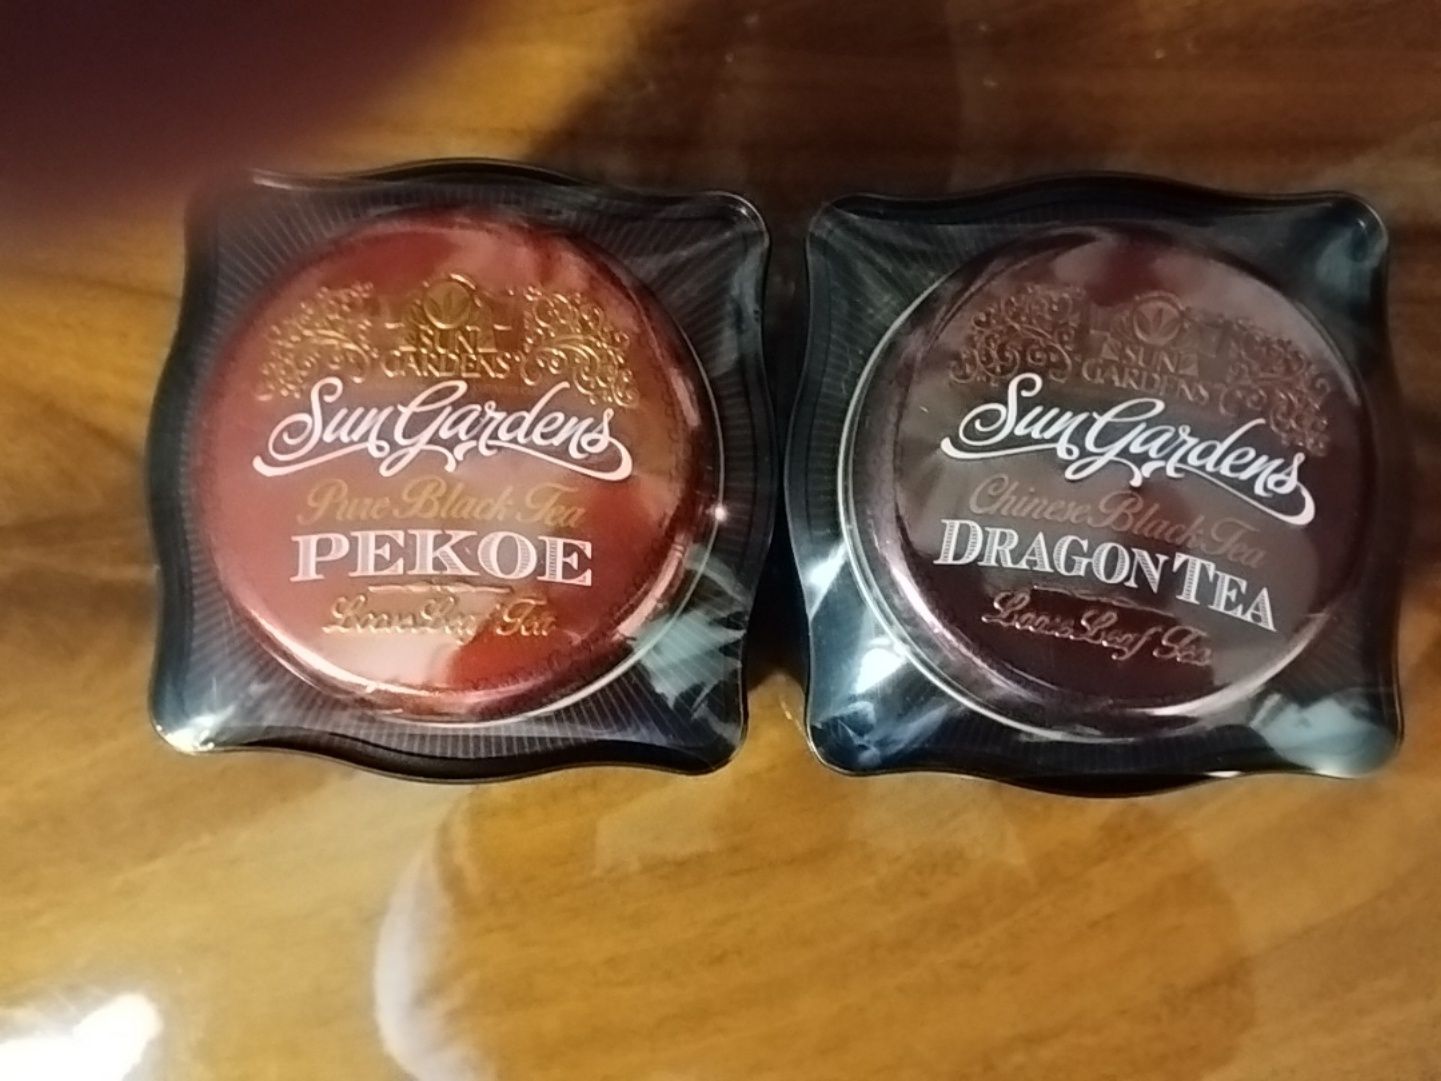 SUN
GARDENS
Sun Gardens
Pure Black Tea
PEKOE
Loose Leaf Tea
SUN
GARDENS
Sun Gardens
Chinese Black Tea
DRAGON TEA
Loose Leaf Tea